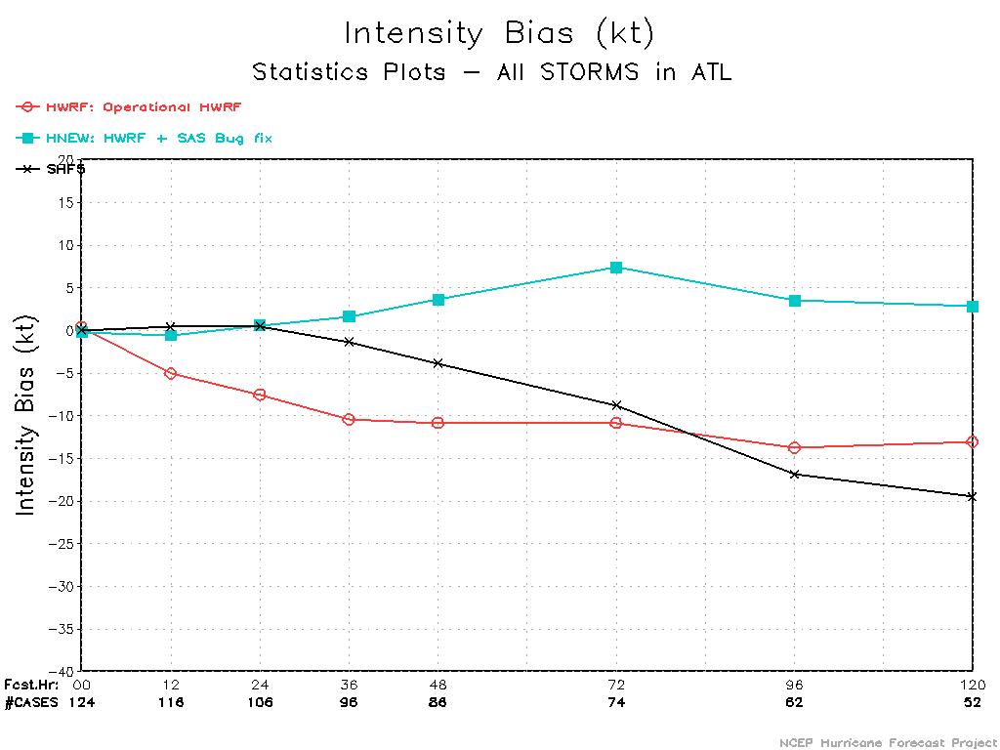 Intensity Bias (kt)
Statistics Plots – All STORMS in ATL
HWRF: Operational HWRF
HNEW: HWRF + SAS Bug fix
20
15
10
5
0
−5
−10
−15
−20
−25
−30
−35
−40
Intensity Bias (kt)
Fcst.Hr: 00 12 24 36 48 72 96 120
#CASES 124 116 106 96 86 74 62 52
NCEP Hurricane Forecast Project